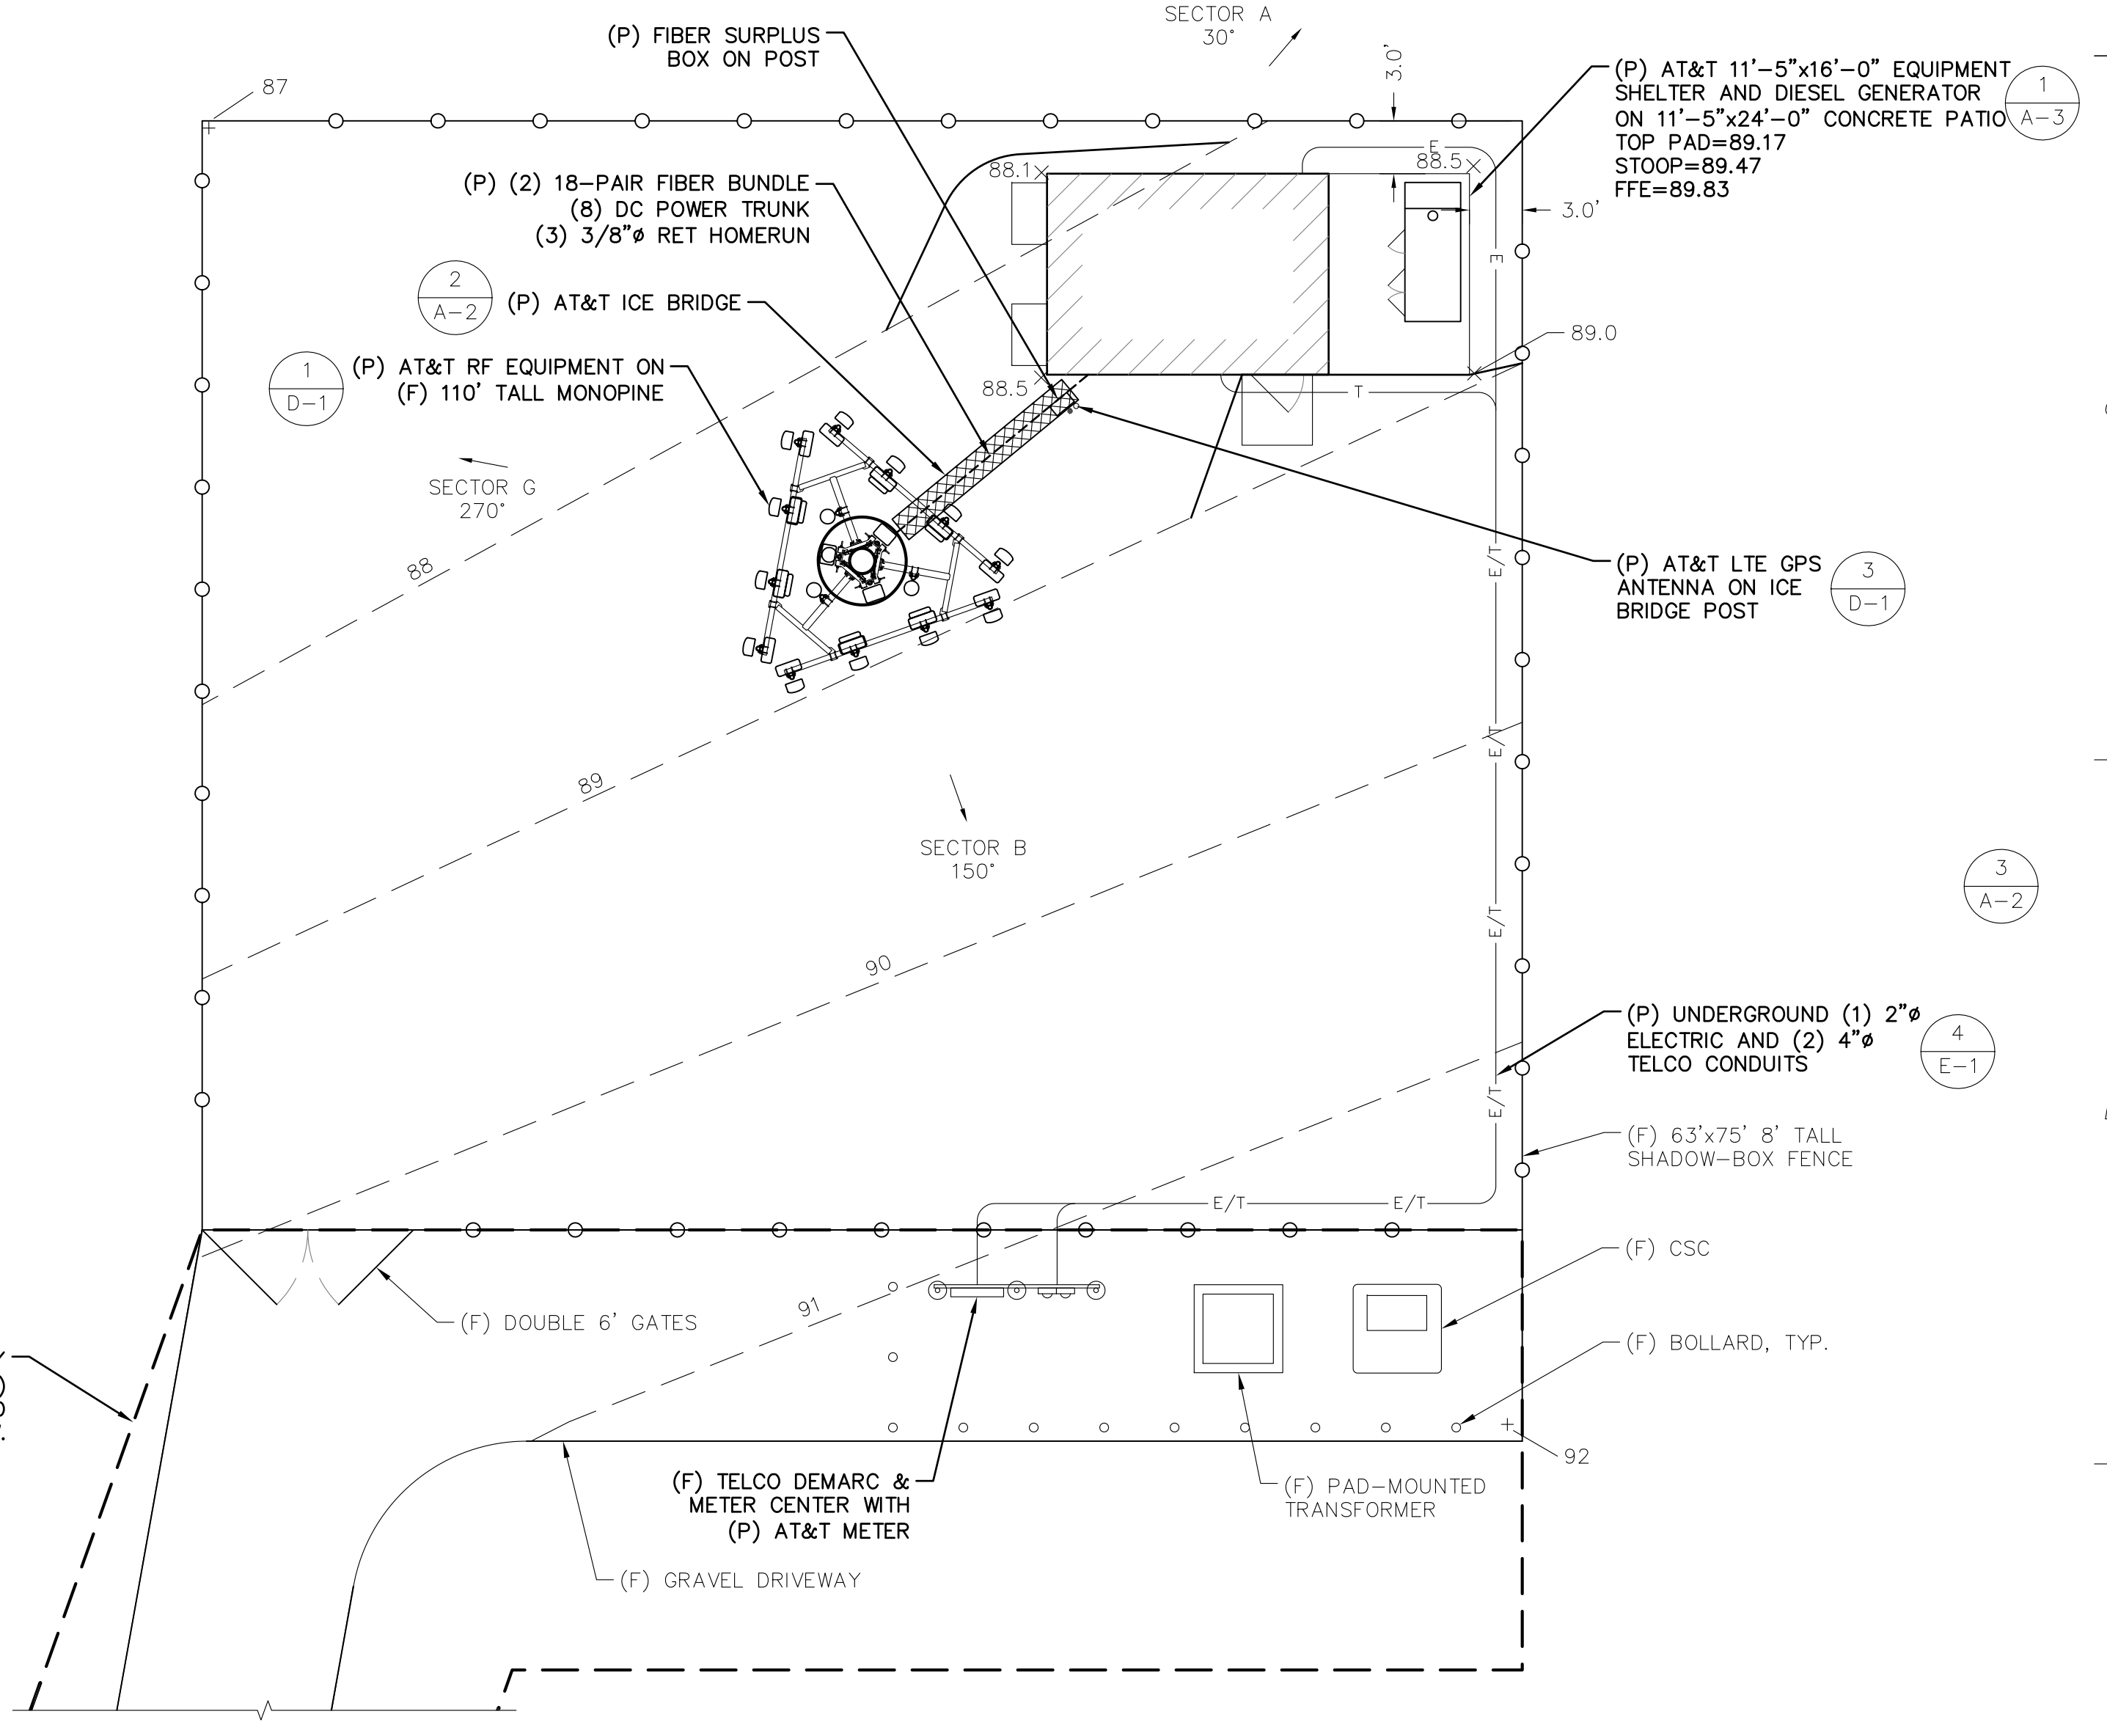 SECTOR A
30°
(P) FIBER SURPLUS
BOX ON POST
87
3.0'
(P) AT&T 11'-5"x16'-0" EQUIPMENT
SHELTER AND DIESEL GENERATOR
ON 11'-5"x24'-0" CONCRETE PATIO
TOP PAD=89.17
STOOP=89.47
FFE=89.83
1
A-3
E
88.1
88.5
(P) (2) 18-PAIR FIBER BUNDLE
(8) DC POWER TRUNK
(3) 3/8"ø RET HOMERUN
3.0'
E
2
A-2
(P) AT&T ICE BRIDGE
89.0
1
D-1
(P) AT&T RF EQUIPMENT ON
(F) 110' TALL MONOPINE
88.5
T
SECTOR G
270°
88
E/T
(P) AT&T LTE GPS
ANTENNA ON ICE
BRIDGE POST
3
D-1
E/T
89
SECTOR B
150°
3
A-2
E/T
90
(P) UNDERGROUND (1) 2"ø
ELECTRIC AND (2) 4"ø
TELCO CONDUITS
4
E-1
E/T
(F) 63'x75' 8' TALL
SHADOW-BOX FENCE
E/T
E/T
(F) CSC
91
(F) DOUBLE 6' GATES
(F) BOLLARD, TYP.
92
(F) TELCO DEMARC &
METER CENTER WITH
(P) AT&T METER
(F) PAD-MOUNTED
TRANSFORMER
(F) GRAVEL DRIVEWAY